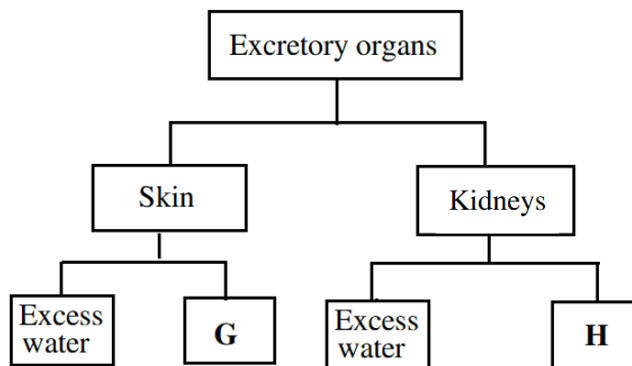 Excretory organs
Skin
Kidneys
Excess
water
G
Excess
water
H